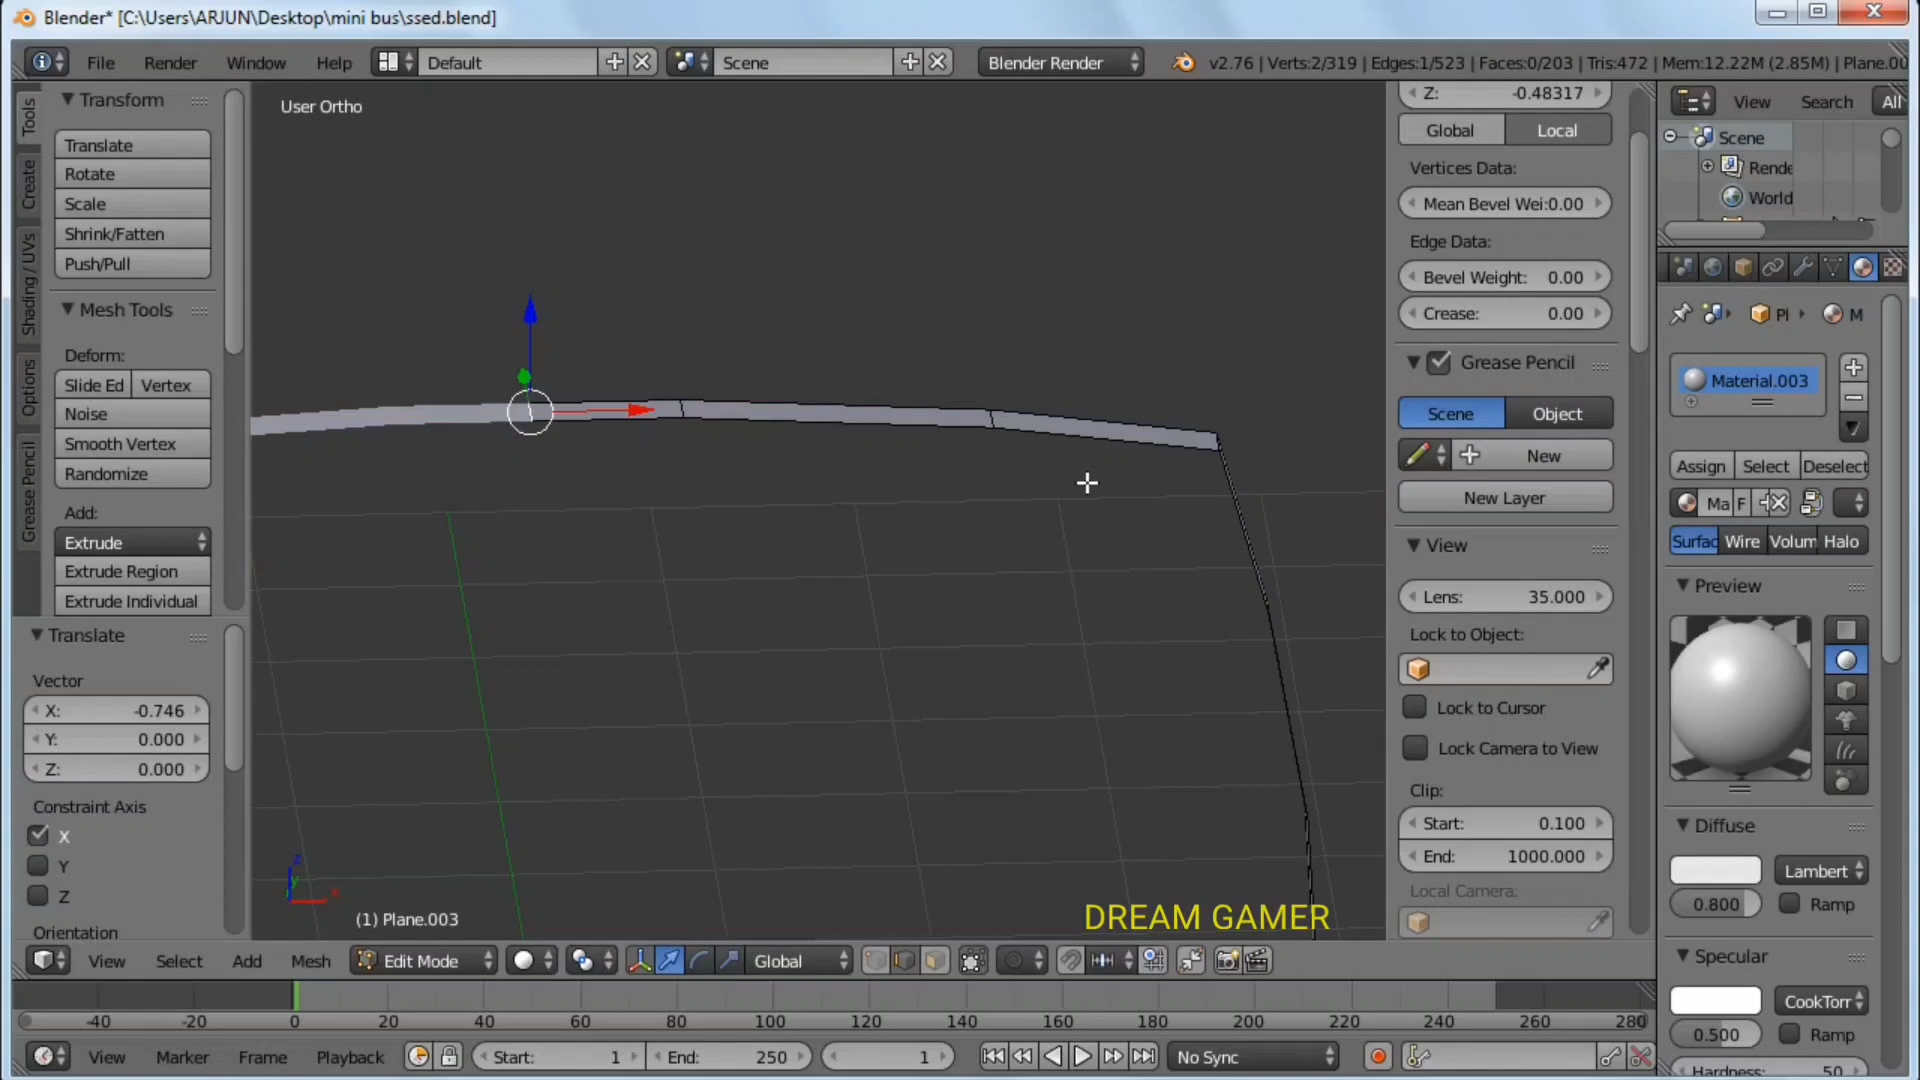 Blender* [C:\Users\ARJUN\Desktop\mini bus\ssed.blend]
File Render Window Help Default Scene Blender Render v2.76 | Verts:2/319 | Edges:1/523 | Faces:0/203 | Tris:472 | Mem:12.22M (2.85M) | Plane.00
Tools
Create
Shading / UVs
Options
Grease Pencil
Transform
Translate
Rotate
Scale
Shrink/Fatten
Push/Pull
Mesh Tools
Deform:
Slide Ed Vertex
Noise
Smooth Vertex
Randomize
Add:
Extrude
Extrude Region
Extrude Individual
Translate
Vector
X: -0.746
Y: 0.000
Z: 0.000
Constraint Axis
X
Y
Z
Orientation
User Ortho
z
y
x
(1) Plane.003
DREAM GAMER
Z: -0.48317
Global Local
Vertices Data:
Mean Bevel Wei:0.00
Edge Data:
Bevel Weight: 0.00
Crease: 0.00
Grease Pencil
Scene Object
New
New Layer
View
Lens: 35.000
Lock to Object:
Lock to Cursor
Lock Camera to View
Clip:
Start: 0.100
End: 1000.000
Local Camera:
View Search All
Scene
Rende
World
Pl M
Material.003
Assign Select Deselect
Ma F
Surfac Wire Volum Halo
Preview
Diffuse
Lambert
0.800 Ramp
Specular
CookTorr
0.500 Ramp
Hardness: 50
View Select Add Mesh Edit Mode Global
-40 -20 0 20 40 60 80 100 120 140 160 180 200 220 240 260 280
View Marker Frame Playback Start: 1 End: 250 1 No Sync